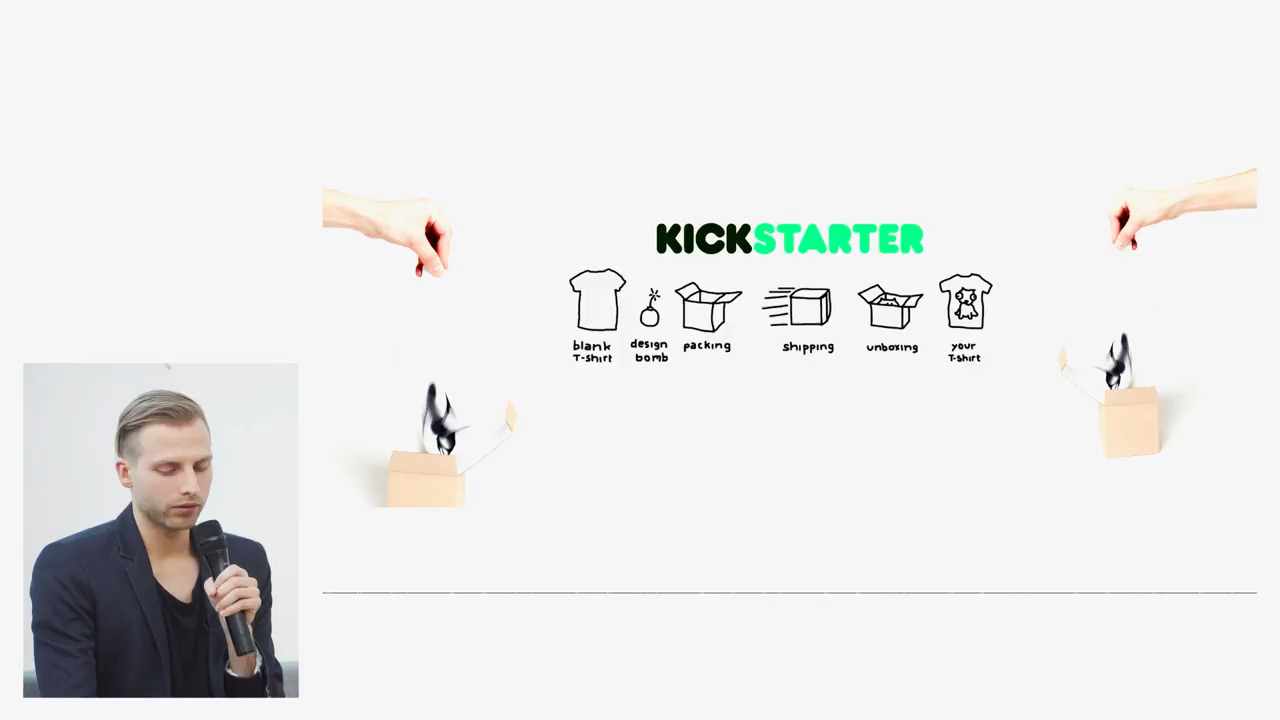 KICKSTARTER
blank
T-shirt
design
bomb
packing
shipping
unboxing
your
T-shirt